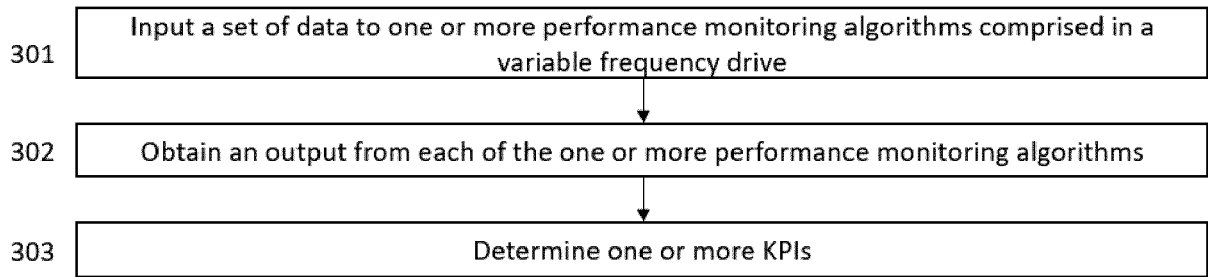 301
Input a set of data to one or more performance monitoring algorithms comprised in a
variable frequency drive
302
Obtain an output from each of the one or more performance monitoring algorithms
303
Determine one or more KPIs